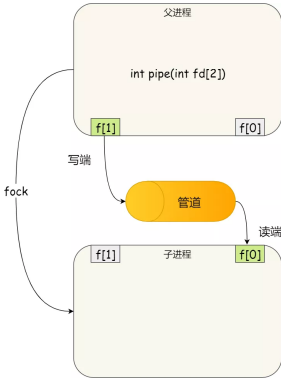 父进程
int pipe(int fd[2])
f[1]
f[0]
写端
fock
管道
读端
f[1]
子进程
f[0]